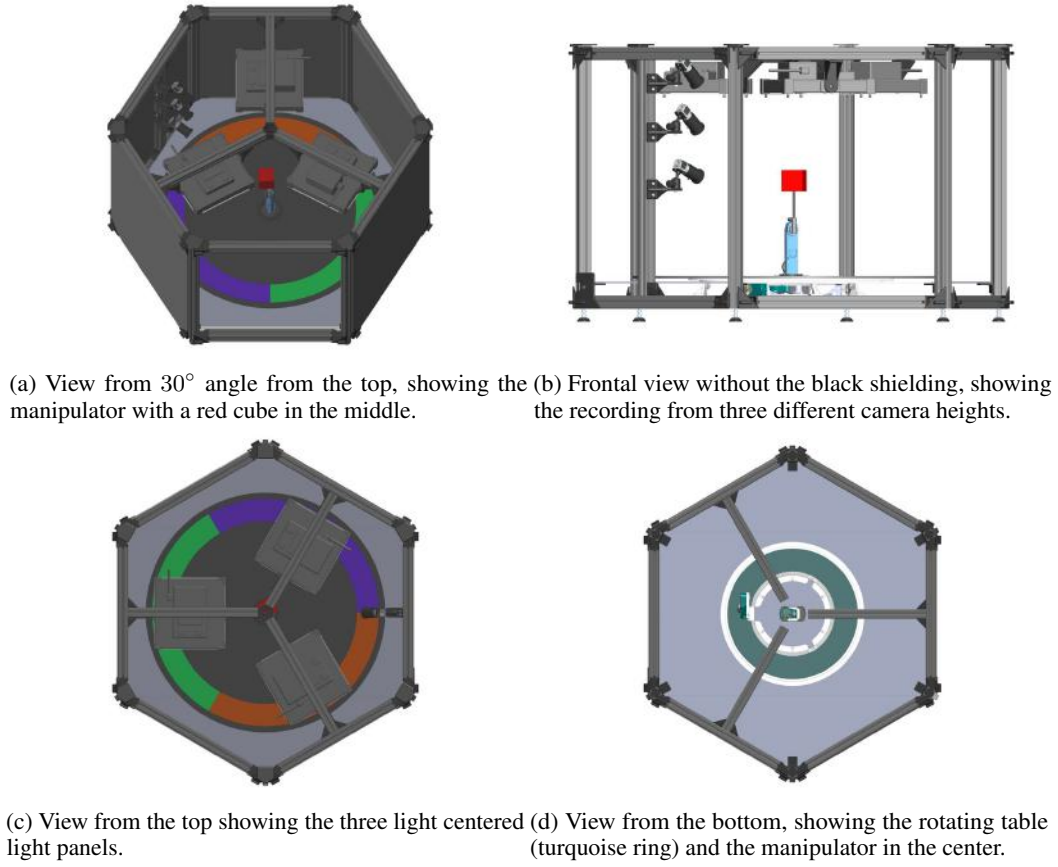 (a) View from 30° angle from the top, showing the
manipulator with a red cube in the middle.
(b) Frontal view without the black shielding, showing
the recording from three different camera heights.
(c) View from the top showing the three light centered
light panels.
(d) View from the bottom, showing the rotating table
(turquoise ring) and the manipulator in the center.